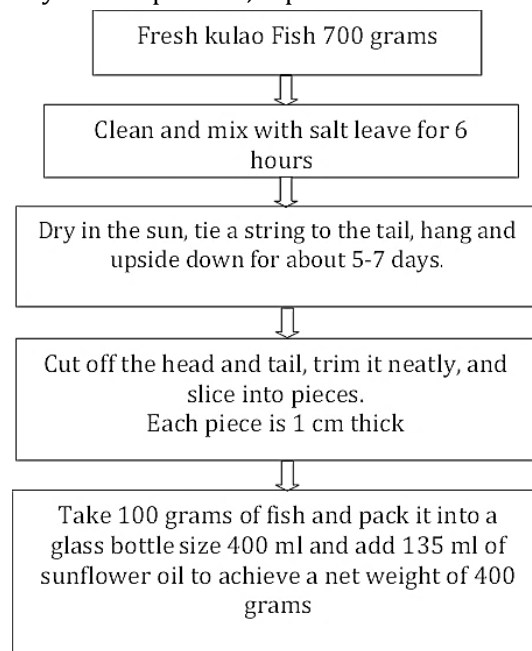 Fresh kulao Fish 700 grams
Clean and mix with salt leave for 6
hours
Dry in the sun, tie a string to the tail, hang and
upside down for about 5-7 days.
Cut off the head and tail, trim it neatly, and
slice into pieces.
Each piece is 1 cm thick
Take 100 grams of fish and pack it into a
glass bottle size 400 ml and add 135 ml of
sunflower oil to achieve a net weight of 400
grams